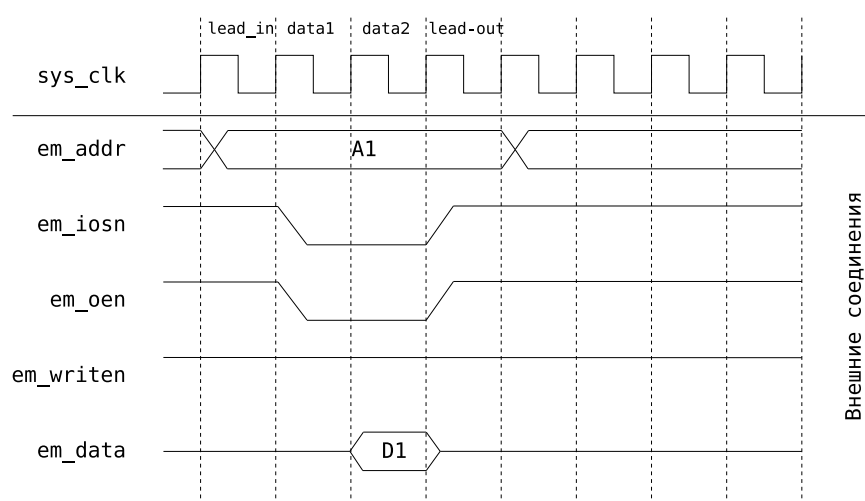 lead_in data1 data2 lead-out
sys_clk
em_addr A1
em_iosn
em_oen
em_writen
em_data D1
Внешние соединения